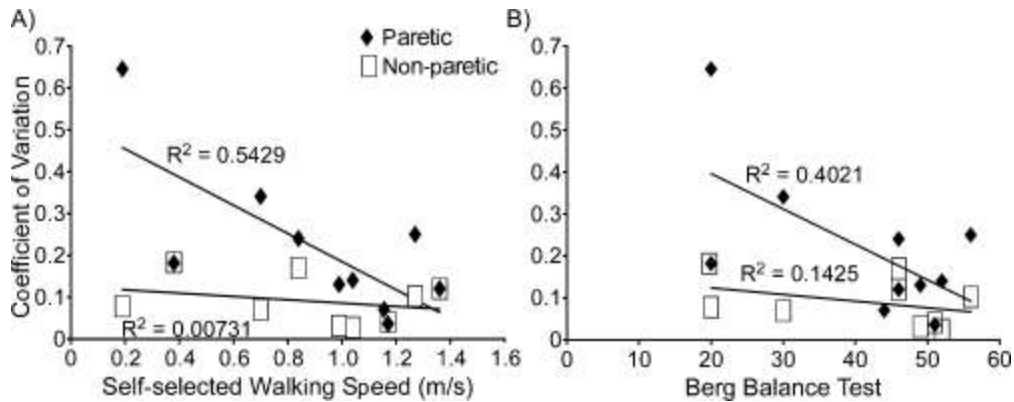 A)
B)
Paretic
Non-paretic
Coefficient of Variation
0.7
0.6
0.5
0.4
0.3
0.2
0.1
0
R² = 0.5429
R² = 0.00731
0 0.2 0.4 0.6 0.8 1.0 1.2 1.4 1.6
Self-selected Walking Speed (m/s)
0.7
0.6
0.5
0.4
0.3
0.2
0.1
0
R² = 0.4021
R² = 0.1425
0 10 20 30 40 50 60
Berg Balance Test